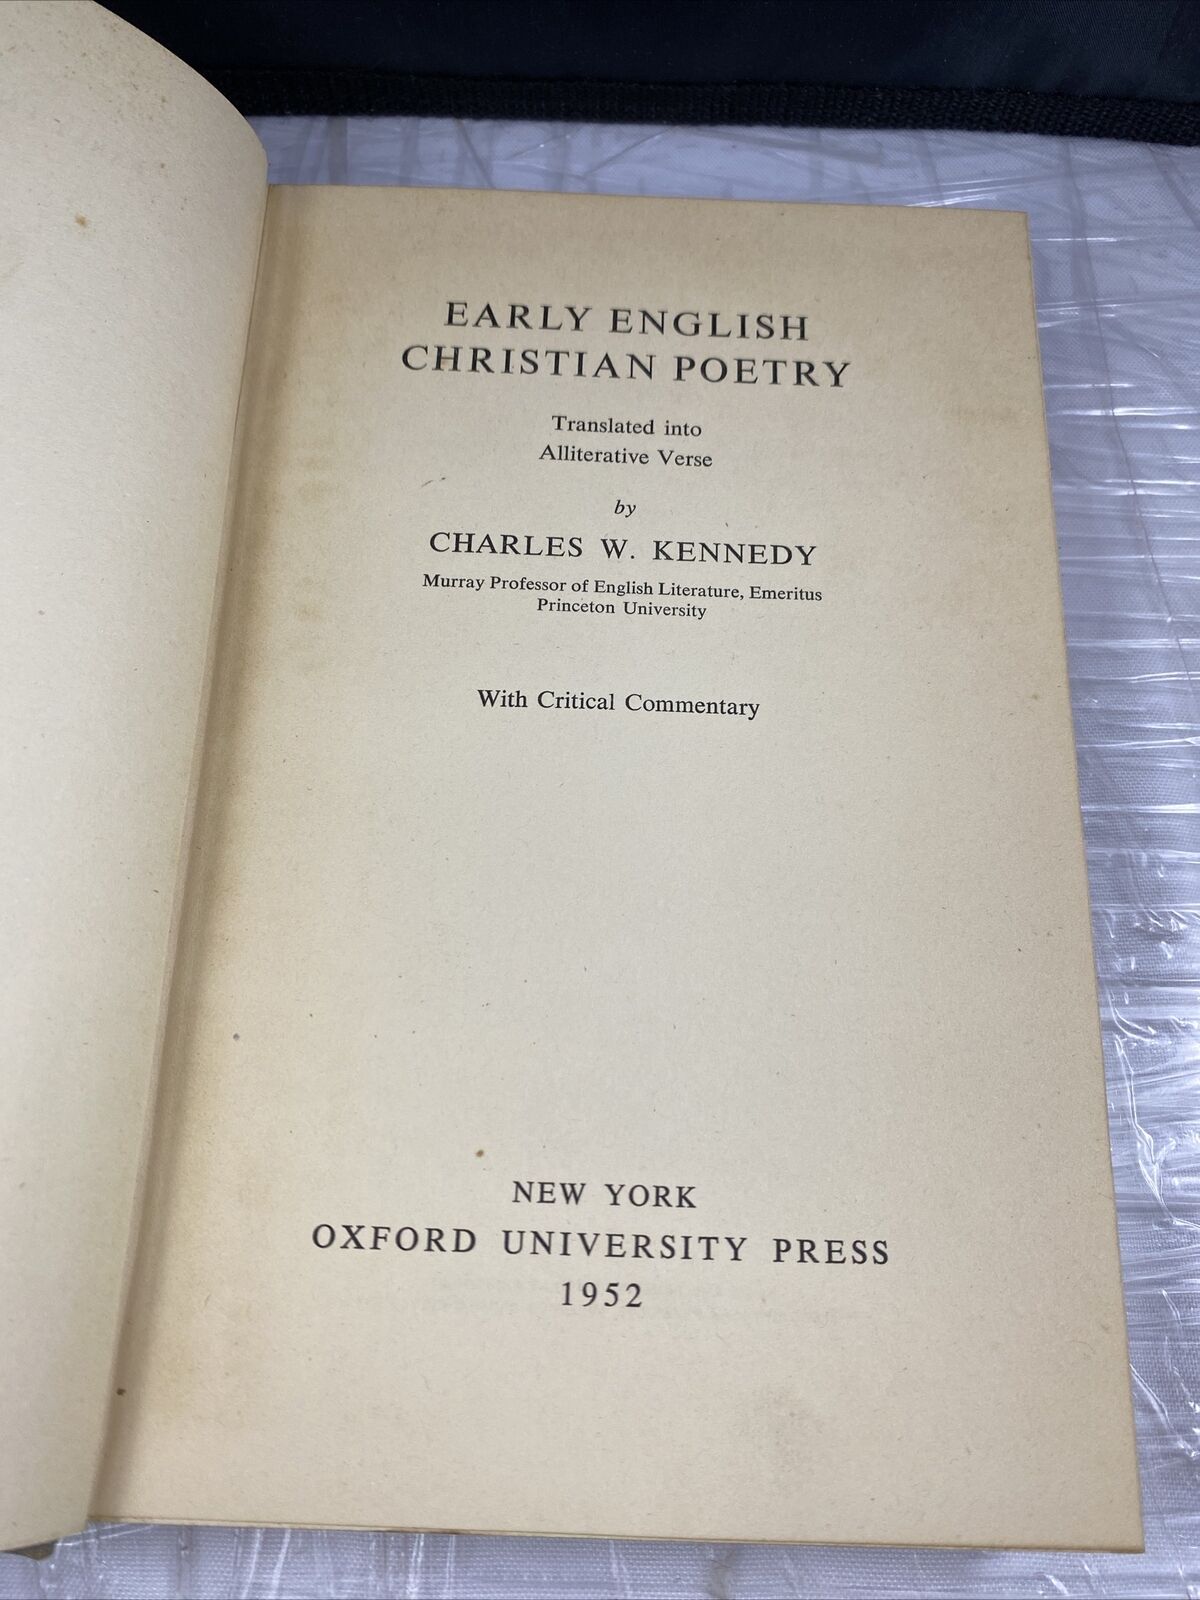 EARLY ENGLISH
CHRISTIAN POETRY
Translated into
Alliterative Verse
by
CHARLES W. KENNEDY
Murray Professor of English Literature, Emeritus
Princeton University
With Critical Commentary
NEW YORK
OXFORD UNIVERSITY PRESS
1952